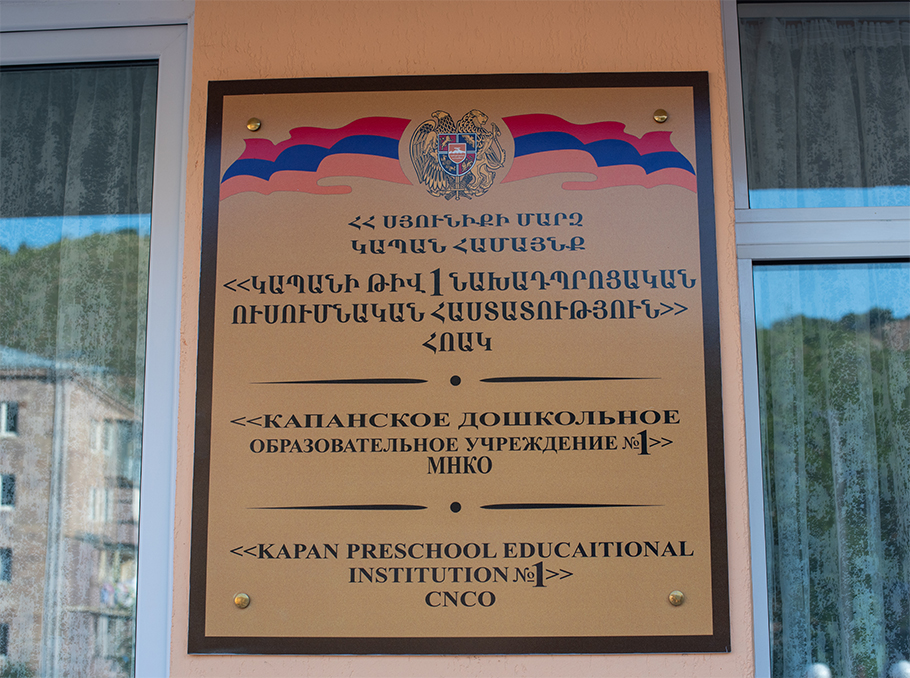 ՀՀ ՍՅՈՒՆԻՔԻ ՄԱՐԶ
ԿԱՊԱՆ ՀԱՄԱՅՆՔ
<<ԿԱՊԱՆԻ ԹԻՎ 1 ՆԱԽԱԴՊՐՈՑԱԿԱՆ
ՈՒՍՈՒՄՆԱԿԱՆ ՀԱՍՏԱՏՈՒԹՅՈՒՆ>>
ՀՈԱԿ
<<КАПАНСКОЕ ДОШКОЛЬНОЕ
ОБРАЗОВАТЕЛЬНОЕ УЧРЕЖДЕНИЕ №1>>
МНКО
<<KAPAN PRESCHOOL EDUCAITIONAL
INSTITUTION №1>>
CNCO